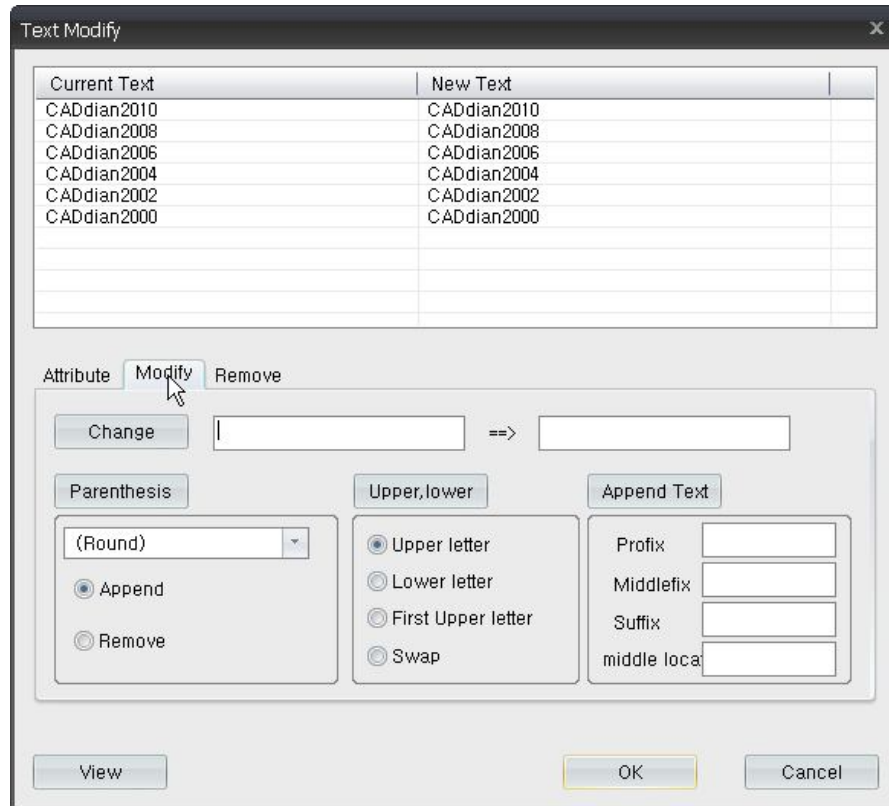 Text Modify
Current Text New Text
CADdian2010 CADdian2010
CADdian2008 CADdian2008
CADdian2006 CADdian2006
CADdian2004 CADdian2004
CADdian2002 CADdian2002
CADdian2000 CADdian2000
Attribute Modify Remove
Change ==>
Parenthesis Upper,lower Append Text
(Round) Upper letter Profix
Append Lower letter Middlefix
First Upper letter Suffix
Remove Swap middle loca
View OK Cancel